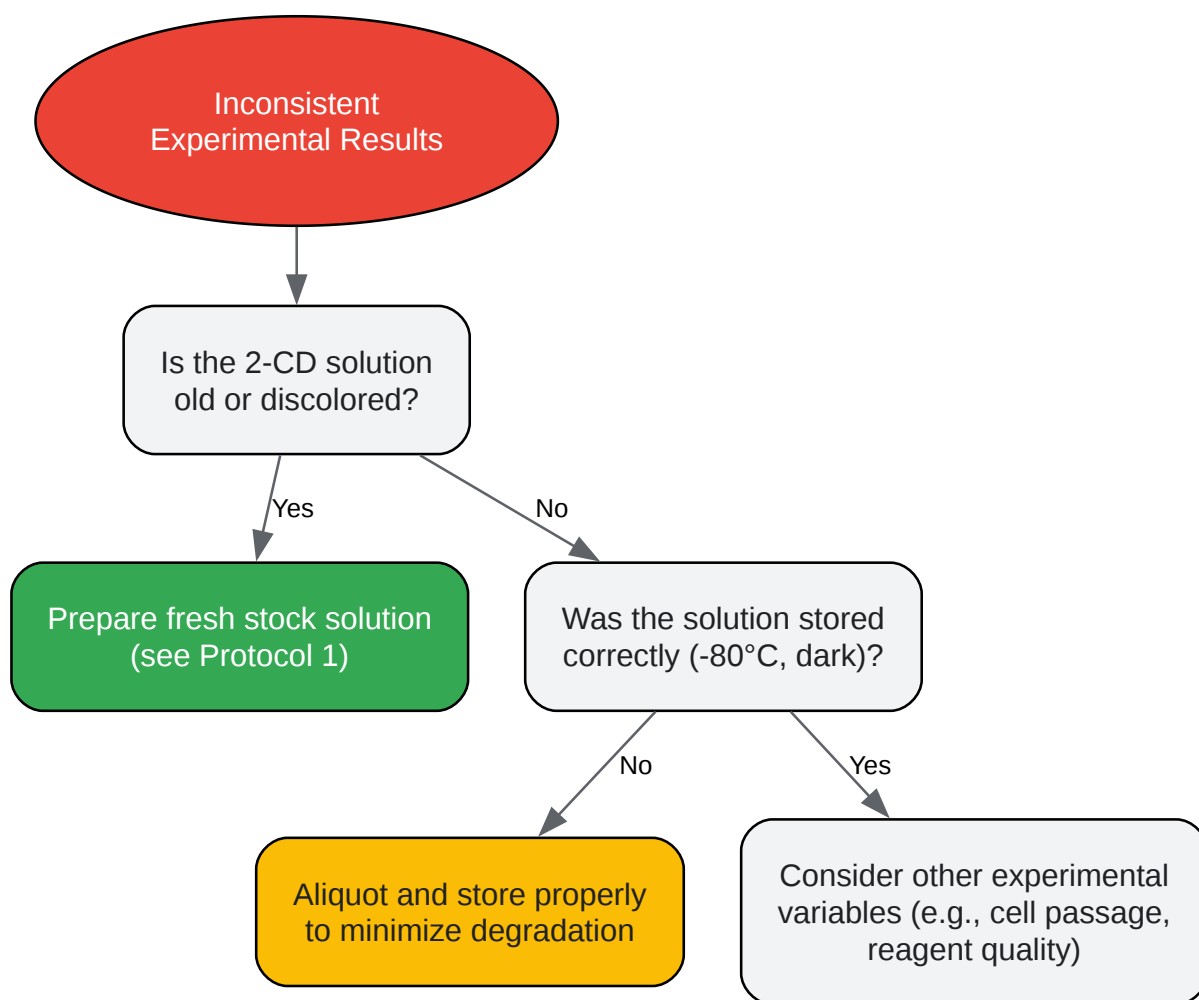 Inconsistent
Experimental Results
Is the 2-CD solution
old or discolored?
Yes
No
Prepare fresh stock solution
(see Protocol 1)
Was the solution stored
correctly (-80°C, dark)?
No
Yes
Aliquot and store properly
to minimize degradation
Consider other experimental
variables (e.g., cell passage,
reagent quality)